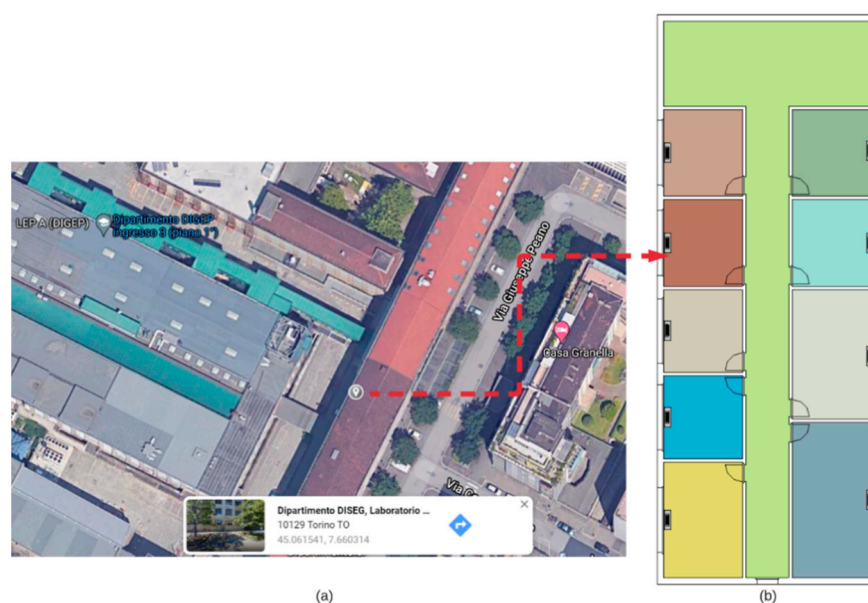 LEP A (DIGEP)
Dipartimento DIGEP
ingresso 3 (piano 1°)
Via Giuseppe Peano
Casa Granella
Dipartimento DISEG, Laboratorio ...
10129 Torino TO
45.061541, 7.660314
(a)
(b)